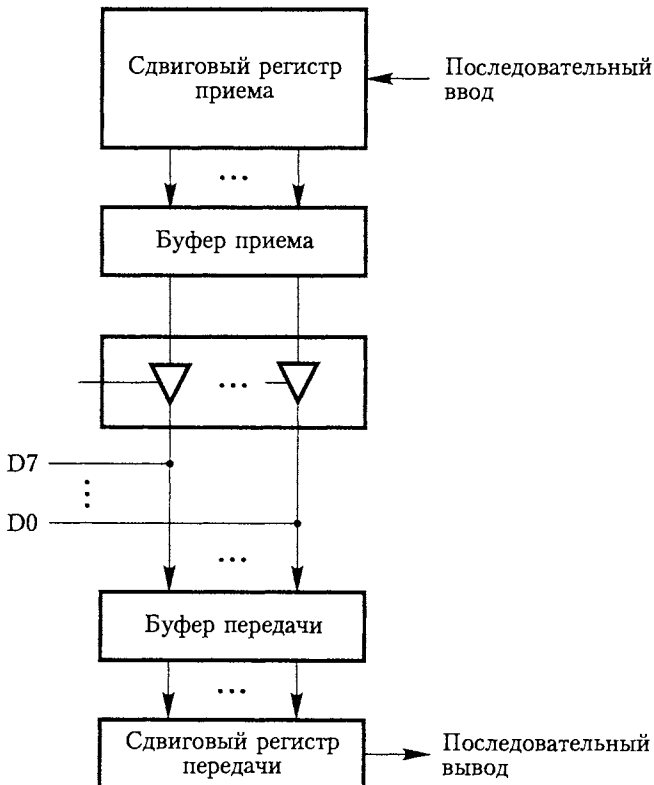 Сдвиговый регистр
приема
Последовательный
ввод
...
Буфер приема
...
D7
⋮
D0
...
Буфер передачи
...
Сдвиговый регистр
передачи
Последовательный
вывод